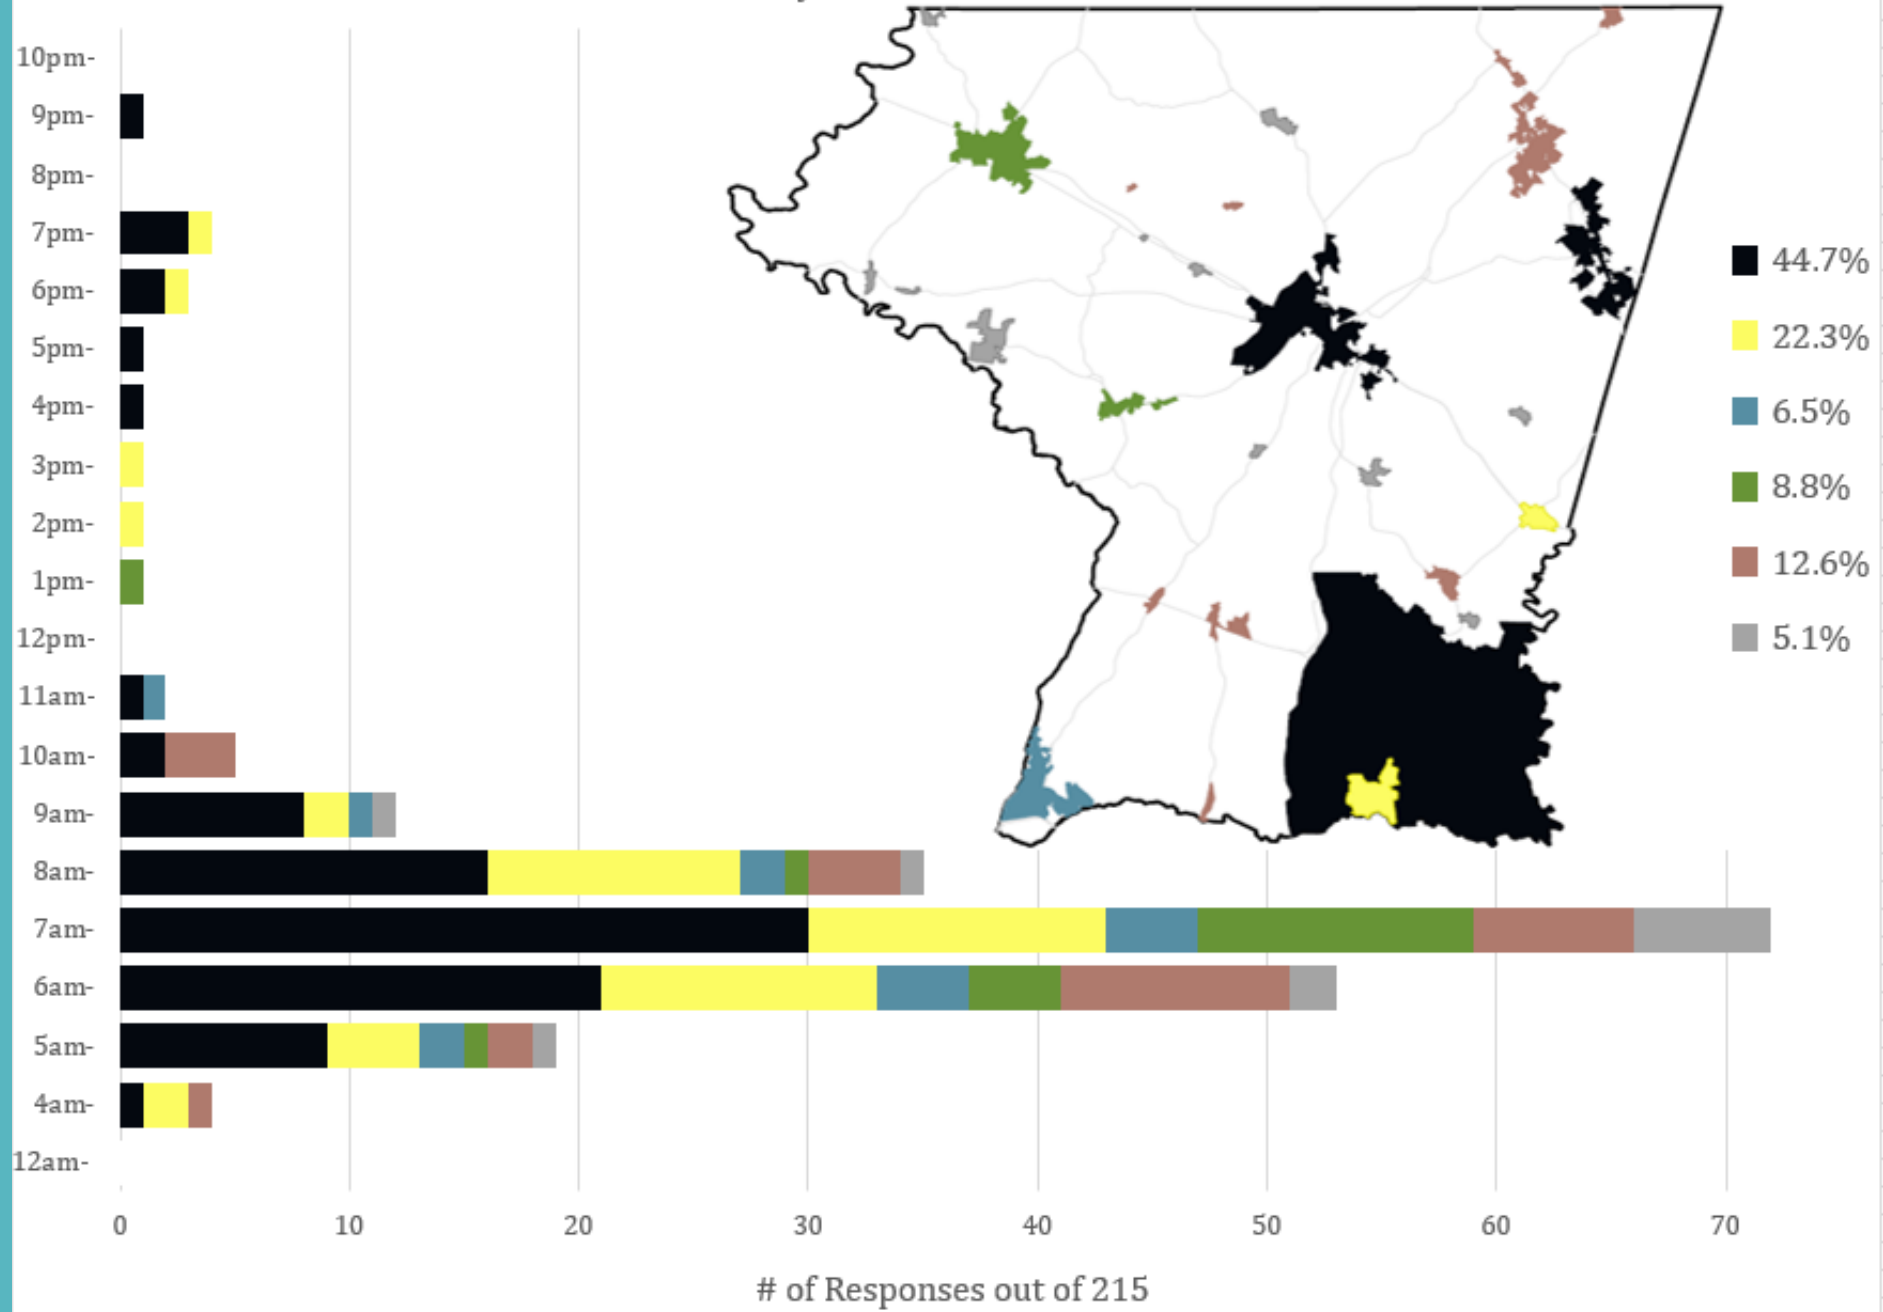 10pm-
9pm-
8pm-
7pm-
6pm-
5pm-
4pm-
3pm-
2pm-
1pm-
12pm-
11am-
10am-
9am-
8am-
7am-
6am-
5am-
4am-
12am-
0 10 20 30 40 50 60 70
# of Responses out of 215
44.7%
22.3%
6.5%
8.8%
12.6%
5.1%